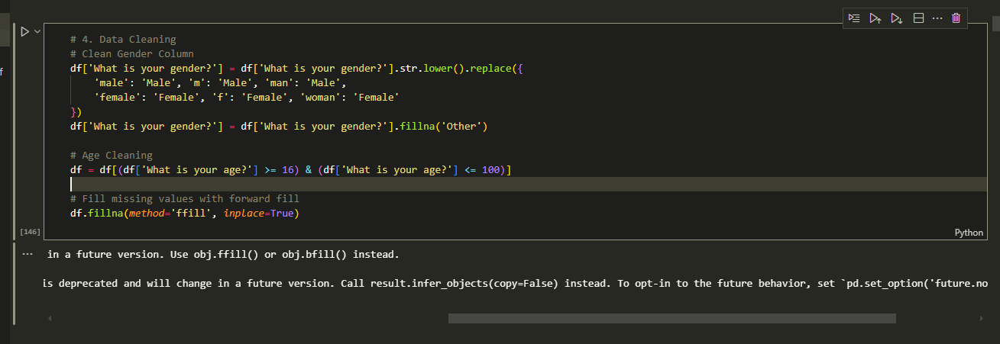 # 4. Data Cleaning
# Clean Gender Column
df['What is your gender?'] = df['What is your gender?'].str.lower().replace({
    'male': 'Male', 'm': 'Male', 'man': 'Male',
    'female': 'Female', 'f': 'Female', 'woman': 'Female'
})
df['What is your gender?'] = df['What is your gender?'].fillna('Other')
# Age Cleaning
df = df[(df['What is your age?'] >= 16) & (df['What is your age?'] <= 100)]
# Fill missing values with forward fill
df.fillna(method='ffill', inplace=True)
[146]
Python
in a future version. Use obj.ffill() or obj.bfill() instead.
is deprecated and will change in a future version. Call result.infer_objects(copy=False) instead. To opt-in to the future behavior, set `pd.set_option('future.no